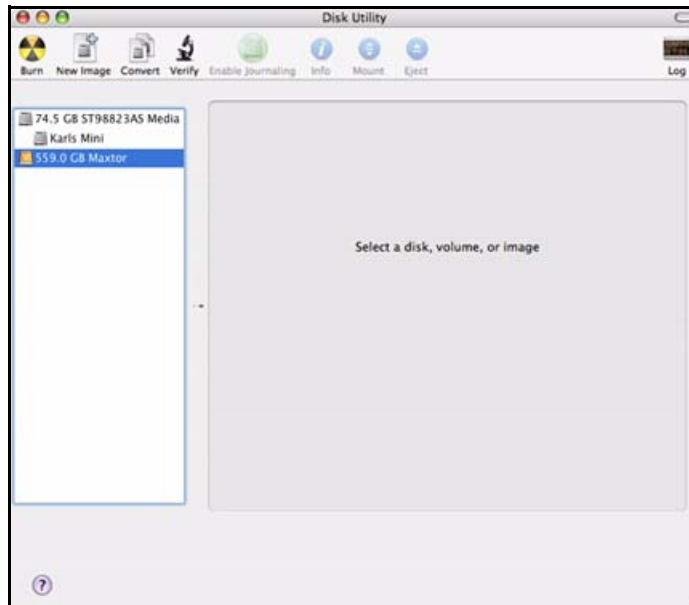 Disk Utility
Burn New Image Convert Verify Enable Journaling Info Mount Eject Log
74.5 GB ST98823AS Media
Karls Mini
559.0 GB Maxtor
Select a disk, volume, or image
?